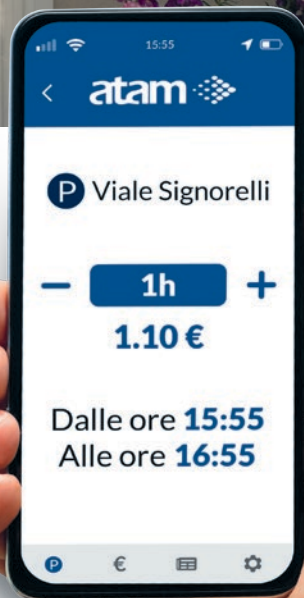 15:55
atam
P Viale Signorelli
− 1h +
1.10 €
Dalle ore 15:55
Alle ore 16:55
P €